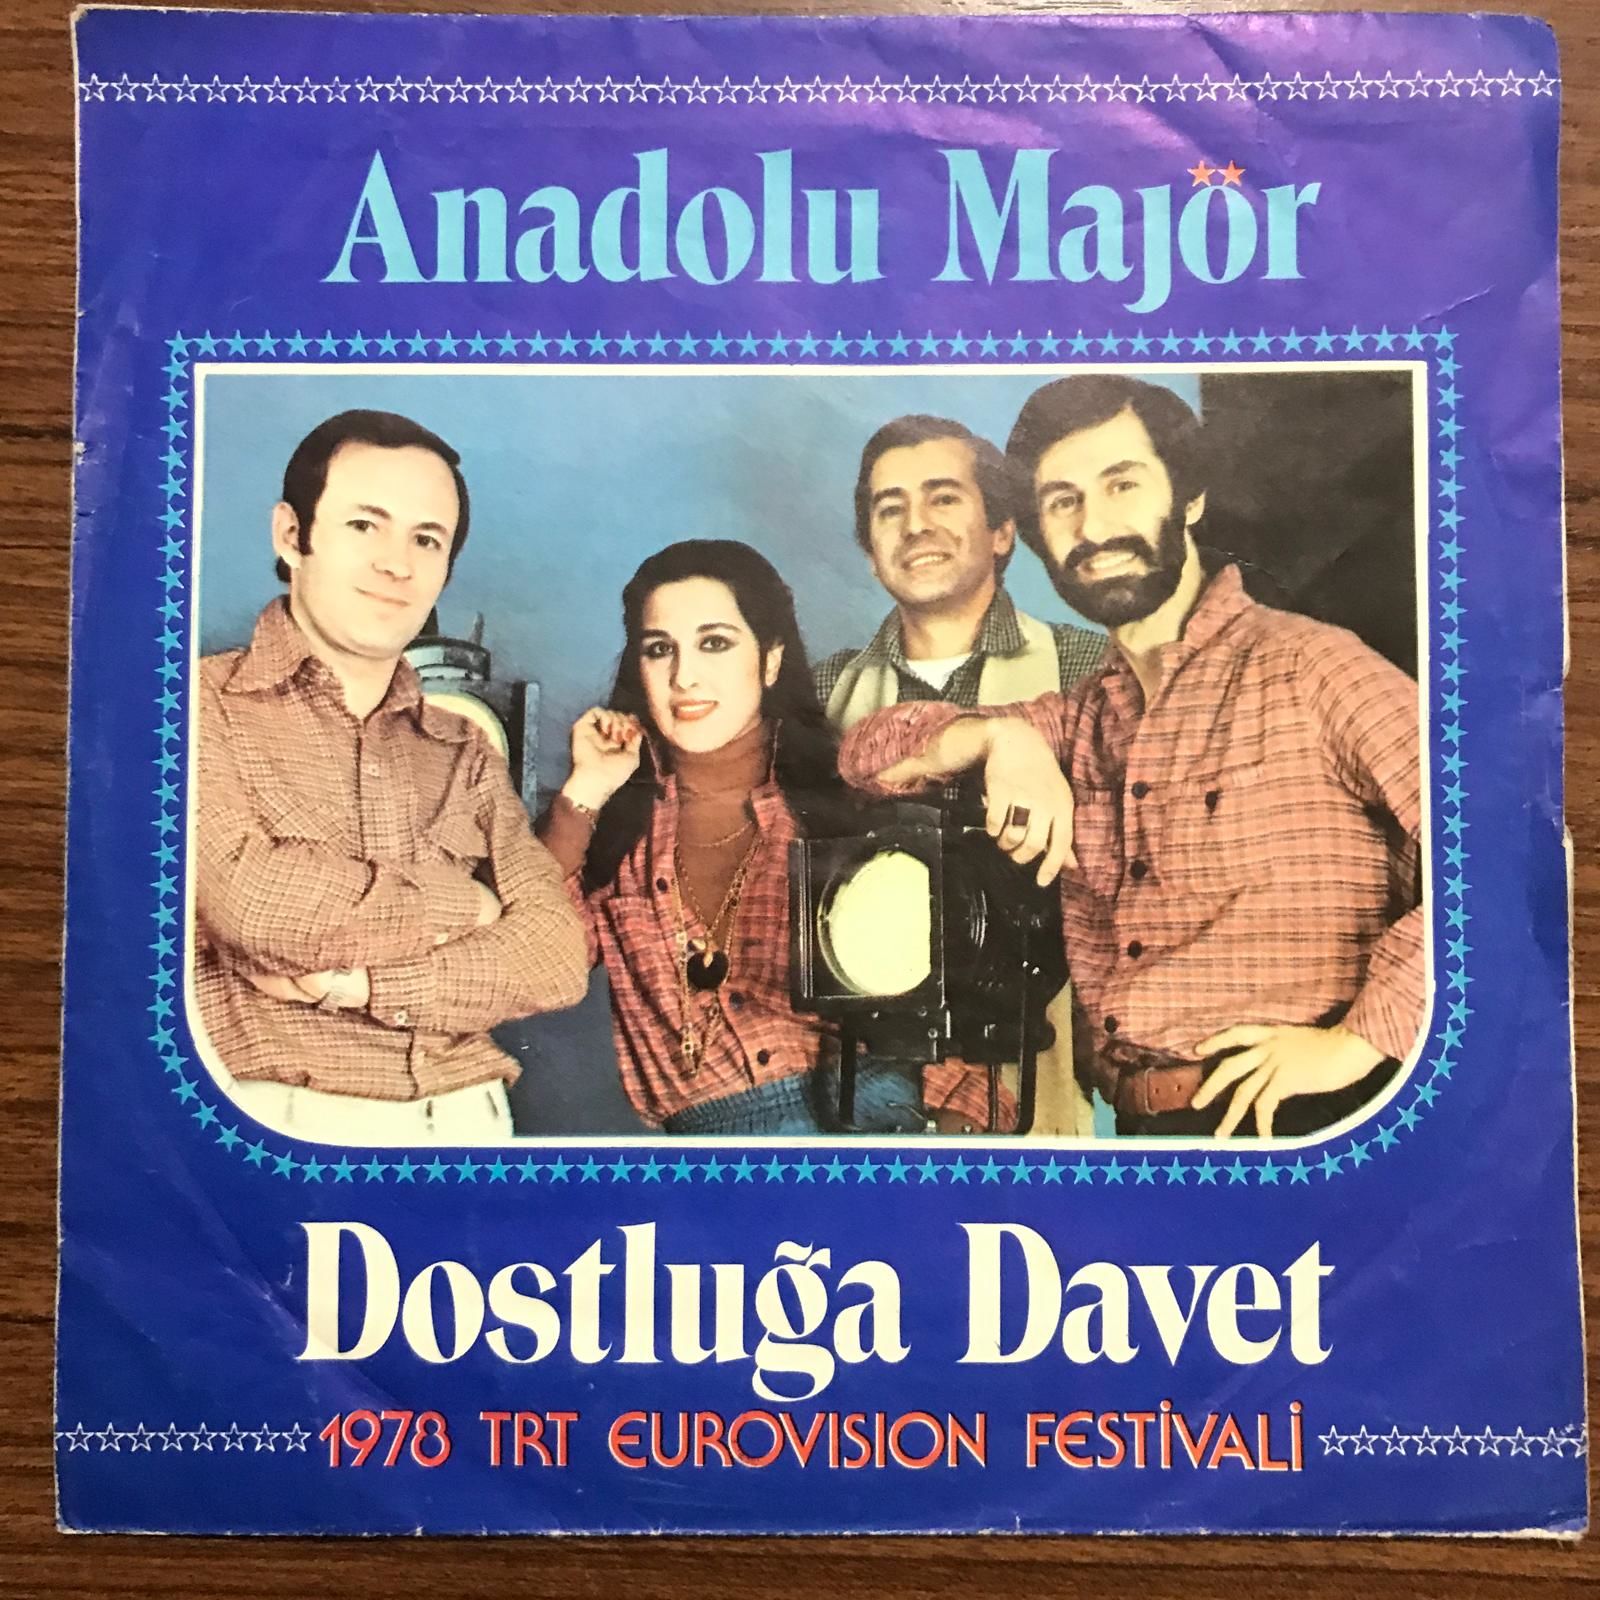 Anadolu Majör
Dostluğa Davet
1978 TRT EUROVISION FESTİVALİ